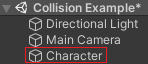 Collision Example*
Directional Light
Main Camera
Character